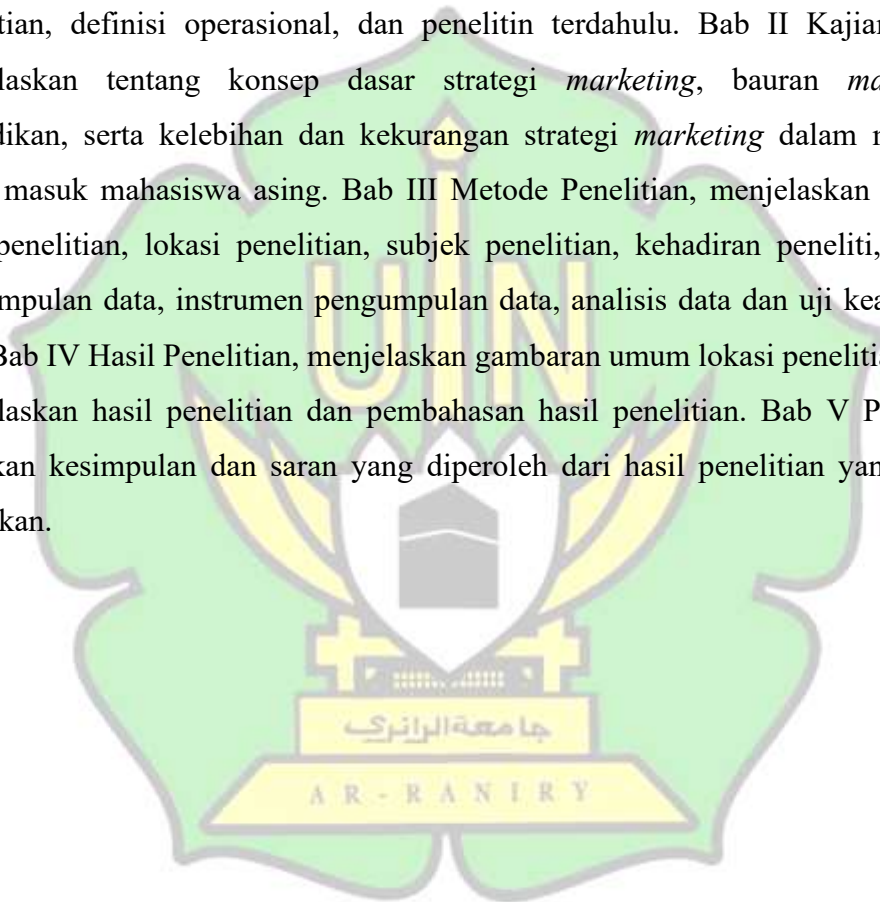 tian, definisi operasional, dan penelitin terdahulu. Bab II Kajian
laskan tentang konsep dasar strategi marketing, bauran ma
likan, serta kelebihan dan kekurangan strategi marketing dalam n
masuk mahasiswa asing. Bab III Metode Penelitian, menjelaskan
penelitian, lokasi penelitian, subjek penelitian, kehadiran peneliti,
mpulan data, instrumen pengumpulan data, analisis data dan uji kea
Bab IV Hasil Penelitian, menjelaskan gambaran umum lokasi peneliti
laskan hasil penelitian dan pembahasan hasil penelitian. Bab V P
kan kesimpulan dan saran yang diperoleh dari hasil penelitian yan
kan.
UIN
جامعة الرانري
AR-RANIRY